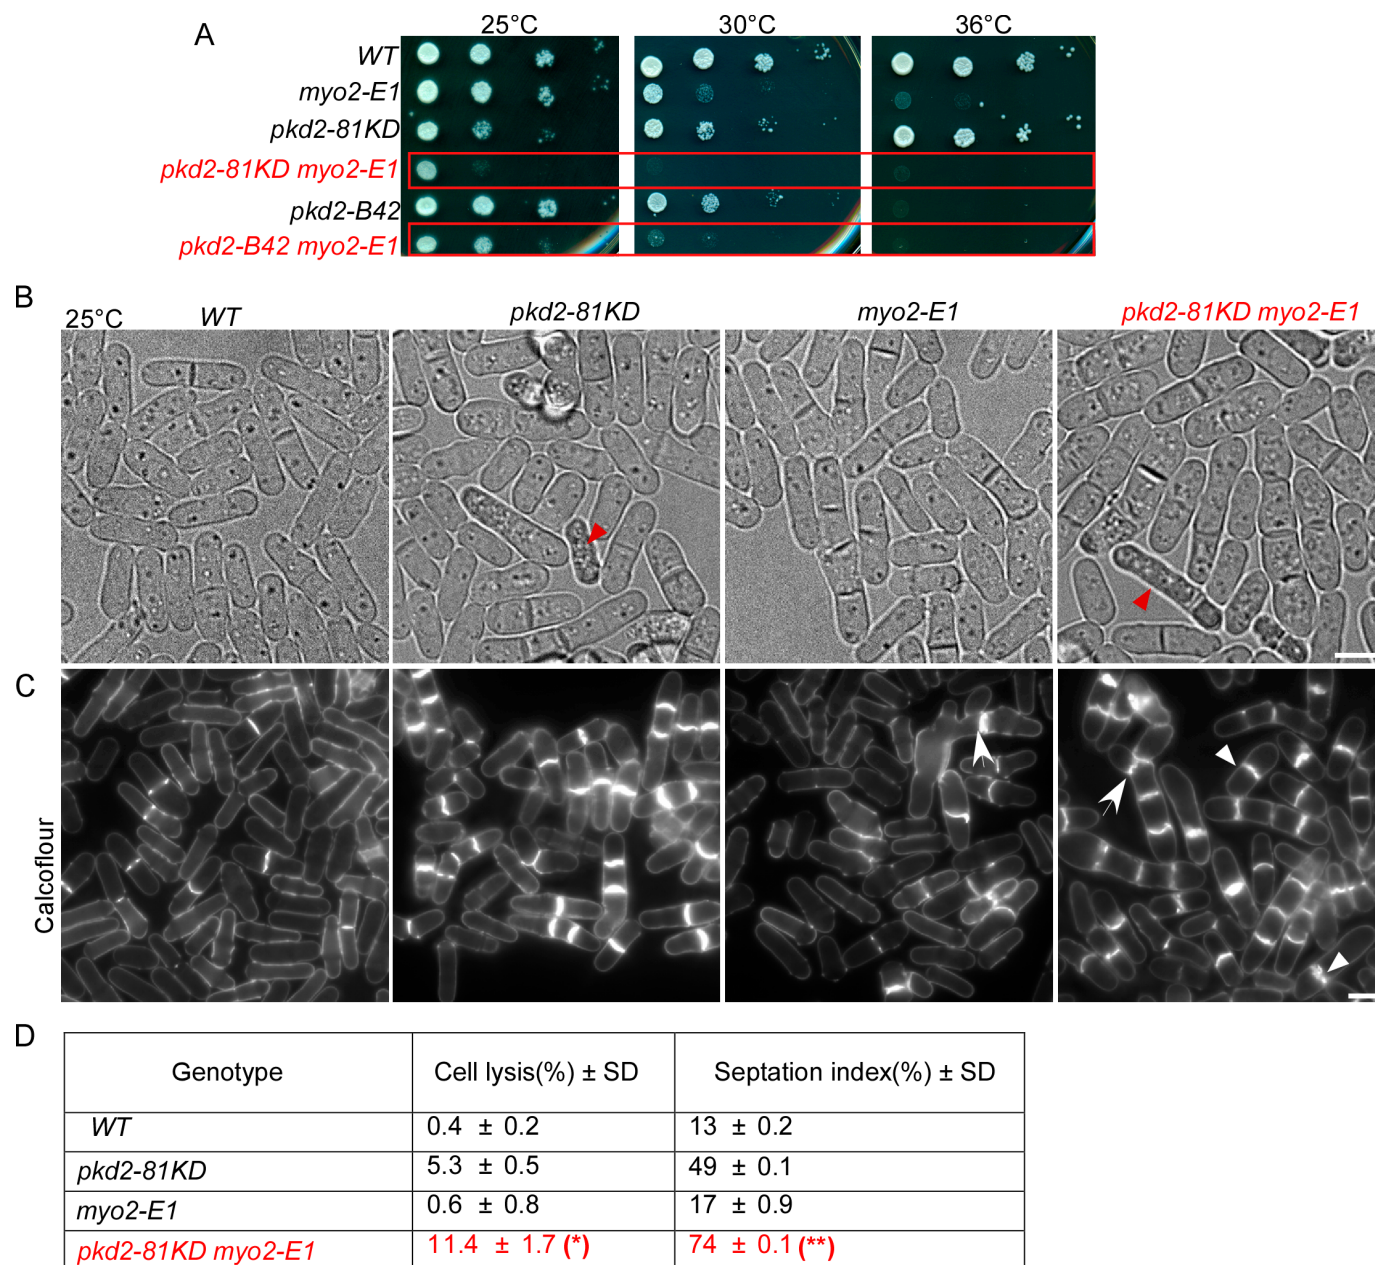 A
25°C 30°C 36°C
WT
myo2-E1
pkd2-81KD
pkd2-81KD myo2-E1
pkd2-B42
pkd2-B42 myo2-E1
B
25°C WT pkd2-81KD myo2-E1 pkd2-81KD myo2-E1
C
Calcoflour
D
Genotype Cell lysis(%) ± SD Septation index(%) ± SD
WT 0.4 ± 0.2 13 ± 0.2
pkd2-81KD 5.3 ± 0.5 49 ± 0.1
myo2-E1 0.6 ± 0.8 17 ± 0.9
pkd2-81KD myo2-E1 11.4 ± 1.7 (*) 74 ± 0.1 (**)